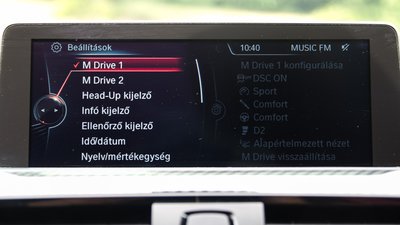 Beállítások
10:40
MUSIC FM
M Drive 1
M Drive 2
Head-Up kijelző
Infó kijelző
Ellenőrző kijelző
Idő/dátum
Nyelv/mértékegység
M Drive 1 konfigurálása
DSC ON
Sport
Comfort
Comfort
D2
Alapértelmezett nézet
M Drive visszaállítása